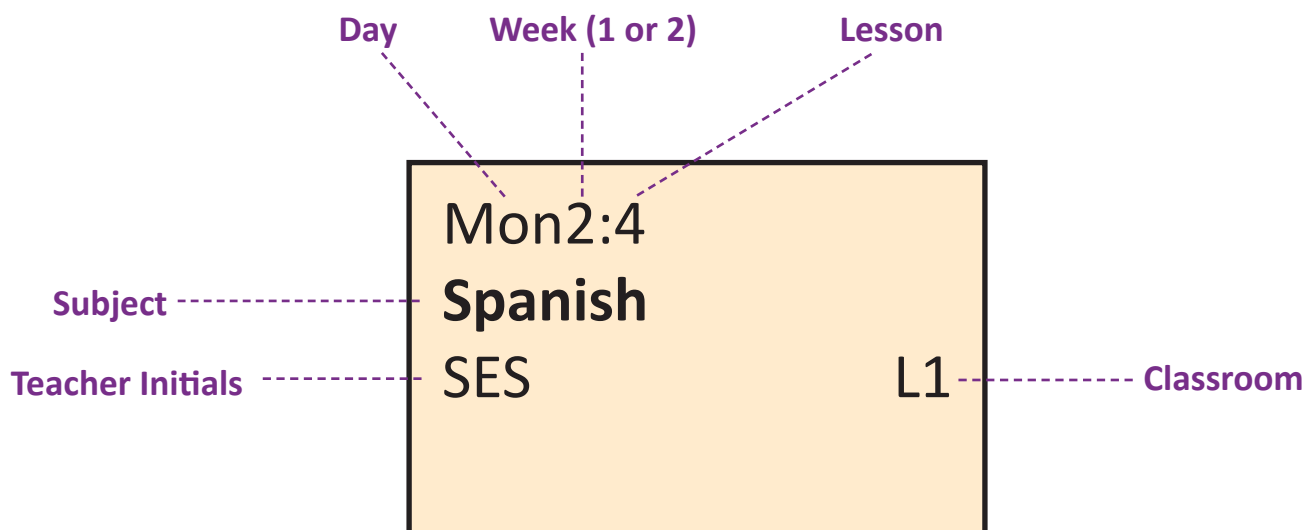 Day Week (1 or 2) Lesson
Mon2:4
Subject Spanish
Teacher Initials SES L1 Classroom